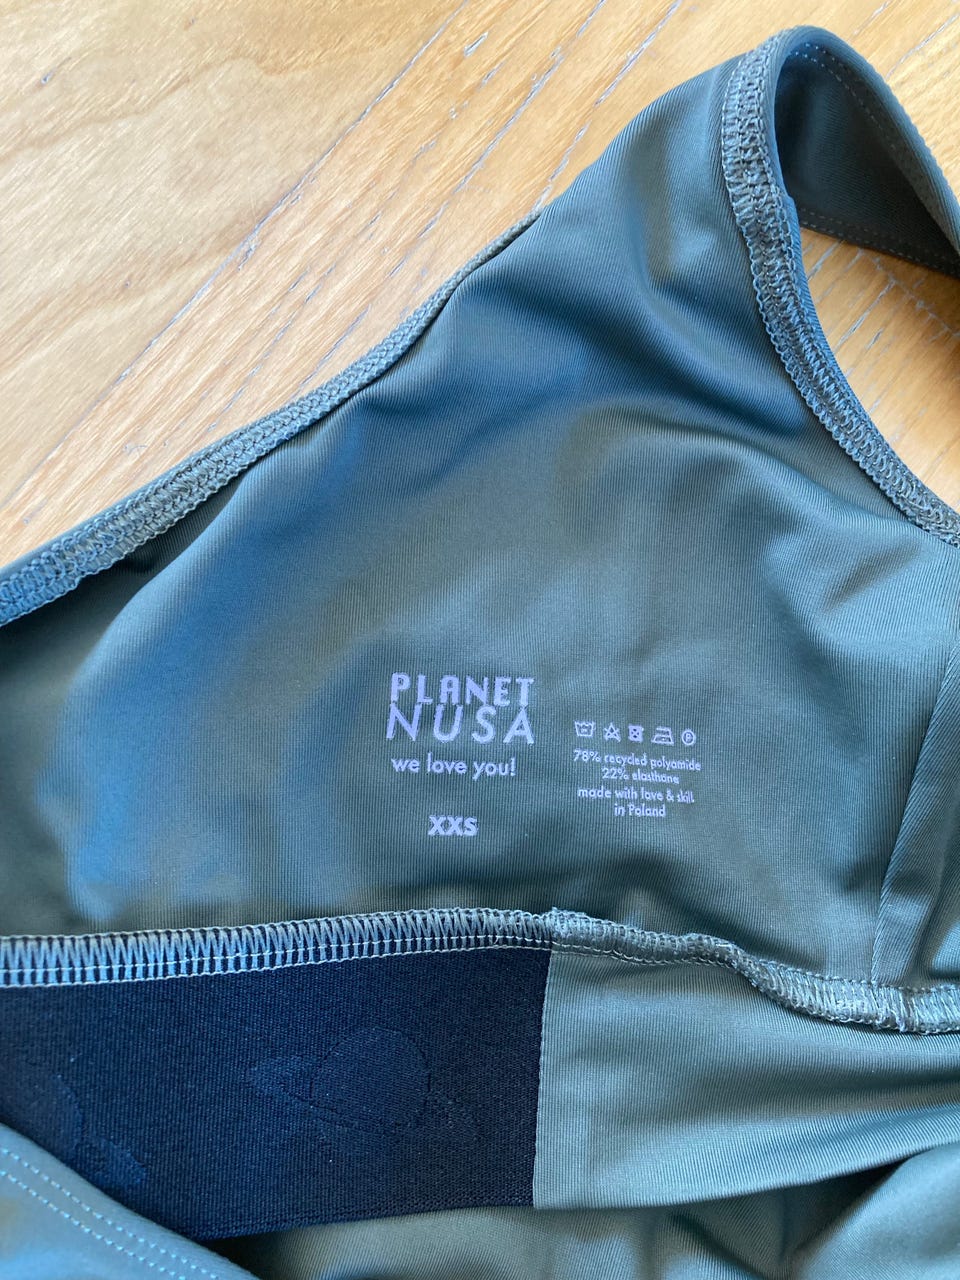 PLANET
NUSA
we love you!
XXS
78% recycled polyamide
22% elasthane
made with love & skill
in Poland